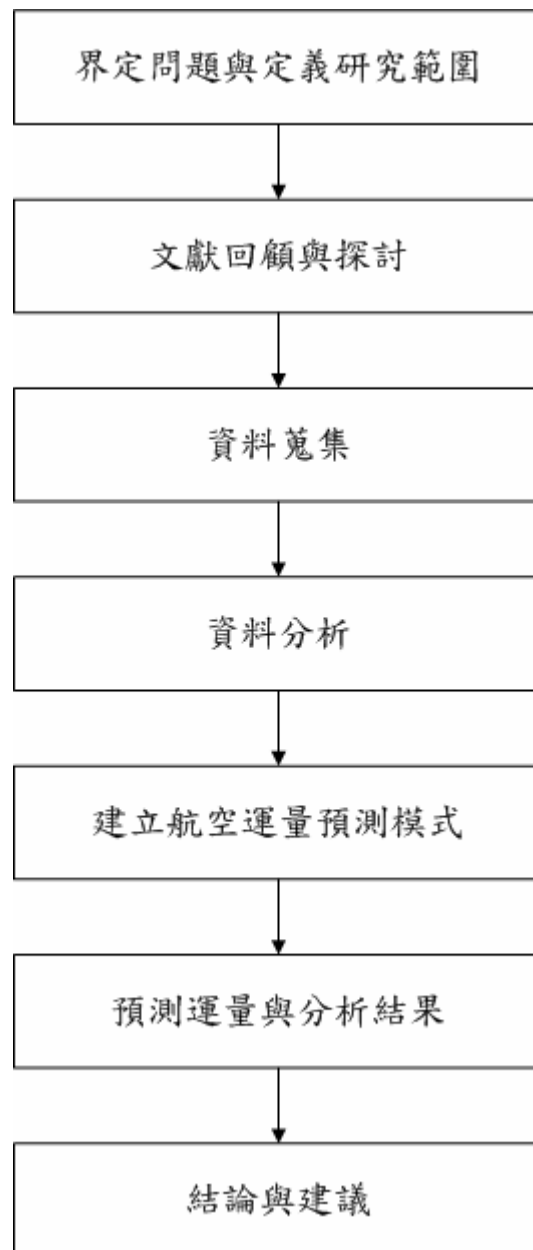 界定問題與定義研究範圍
文獻回顧與探討
資料蒐集
資料分析
建立航空運量預測模式
預測運量與分析結果
結論與建議